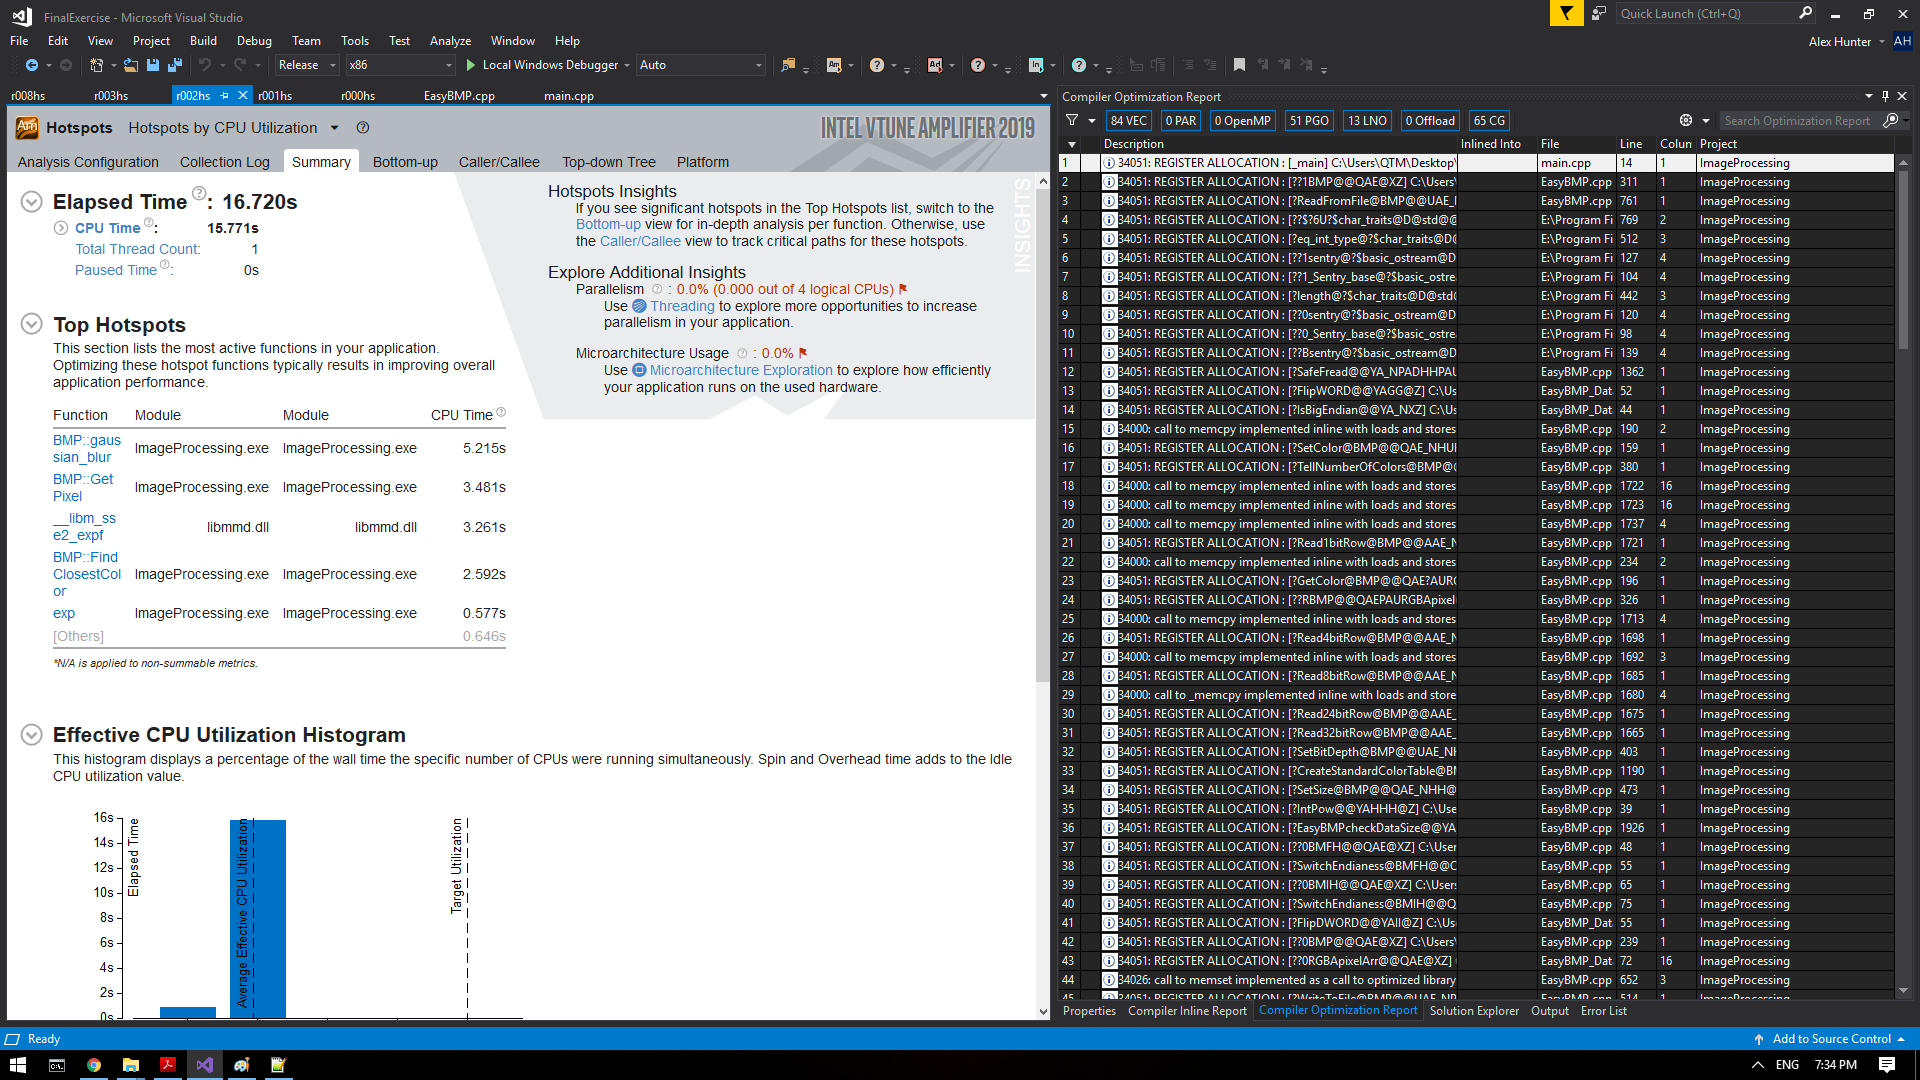 FinalExercise - Microsoft Visual Studio
Quick Launch (Ctrl+Q)
File Edit View Project Build Debug Team Tools Test Analyze Window Help
Alex Hunter AH
Release x86 Local Windows Debugger Auto
r008hs r003hs r002hs r001hs r000hs EasyBMP.cpp main.cpp
Am Hotspots Hotspots by CPU Utilization
INTEL VTUNE AMPLIFIER 2019
Analysis Configuration Collection Log Summary Bottom-up Caller/Callee Top-down Tree Platform
Elapsed Time : 16.720s
CPU Time : 15.771s
Total Thread Count: 1
Paused Time : 0s
Hotspots Insights
If you see significant hotspots in the Top Hotspots list, switch to the
Bottom-up view for in-depth analysis per function. Otherwise, use
the Caller/Callee view to track critical paths for these hotspots.
Explore Additional Insights
Parallelism : 0.0% (0.000 out of 4 logical CPUs)
Use Threading to explore more opportunities to increase
parallelism in your application.
Microarchitecture Usage : 0.0%
Use Microarchitecture Exploration to explore how efficiently
your application runs on the used hardware.
INSIGHTS
Top Hotspots
This section lists the most active functions in your application.
Optimizing these hotspot functions typically results in improving overall
application performance.
Function Module Module CPU Time
BMP::gaus
sian_blur ImageProcessing.exe ImageProcessing.exe 5.215s
BMP::Get
Pixel ImageProcessing.exe ImageProcessing.exe 3.481s
__libm_ss
e2_expf libmmd.dll libmmd.dll 3.261s
BMP::Find
ClosestCol
or ImageProcessing.exe ImageProcessing.exe 2.592s
exp ImageProcessing.exe ImageProcessing.exe 0.577s
[Others] 0.646s
*N/A is applied to non-summable metrics.
Effective CPU Utilization Histogram
This histogram displays a percentage of the wall time the specific number of CPUs were running simultaneously. Spin and Overhead time adds to the Idle
CPU utilization value.
16s
14s
12s
10s
8s
6s
4s
2s
0s
Elapsed Time
Average Effective CPU Utilization
Target Utilization
Compiler Optimization Report
84 VEC 0 PAR 0 OpenMP 51 PGO 13 LNO 0 Offload 65 CG
Search Optimization Report
Description Inlined Into File Line Colun Project
1 34051: REGISTER ALLOCATION : [_main] C:\Users\QTM\Desktop\ main.cpp 14 1 ImageProcessing
2 34051: REGISTER ALLOCATION : [??1BMP@@QAE@XZ] C:\Users\ EasyBMP.cpp 311 1 ImageProcessing
3 34051: REGISTER ALLOCATION : [?ReadFromFile@BMP@@UAE_N EasyBMP.cpp 761 1 ImageProcessing
4 34051: REGISTER ALLOCATION : [??$?6U?$char_traits@D@std@@ E:\Program Fi 769 2 ImageProcessing
5 34051: REGISTER ALLOCATION : [?eq_int_type@?$char_traits@D@ E:\Program Fi 512 3 ImageProcessing
6 34051: REGISTER ALLOCATION : [??1sentry@?$basic_ostream@D@ E:\Program Fi 127 4 ImageProcessing
7 34051: REGISTER ALLOCATION : [??1_Sentry_base@?$basic_ostre E:\Program Fi 104 4 ImageProcessing
8 34051: REGISTER ALLOCATION : [?length@?$char_traits@D@std@ E:\Program Fi 442 3 ImageProcessing
9 34051: REGISTER ALLOCATION : [??0sentry@?$basic_ostream@D E:\Program Fi 120 4 ImageProcessing
10 34051: REGISTER ALLOCATION : [??0_Sentry_base@?$basic_ostre E:\Program Fi 98 4 ImageProcessing
11 34051: REGISTER ALLOCATION : [??Bsentry@?$basic_ostream@D E:\Program Fi 139 4 ImageProcessing
12 34051: REGISTER ALLOCATION : [?SafeFread@@YA_NPADHHPAU EasyBMP.cpp 1362 1 ImageProcessing
13 34051: REGISTER ALLOCATION : [?FlipWORD@@YAGG@Z] C:\Us EasyBMP_Dat 52 1 ImageProcessing
14 34051: REGISTER ALLOCATION : [?IsBigEndian@@YA_NXZ] C:\Us EasyBMP_Dat 44 1 ImageProcessing
15 34000: call to memcpy implemented inline with loads and stores EasyBMP.cpp 190 2 ImageProcessing
16 34051: REGISTER ALLOCATION : [?SetColor@BMP@@QAE_NHUR EasyBMP.cpp 159 1 ImageProcessing
17 34051: REGISTER ALLOCATION : [?TellNumberOfColors@BMP@ EasyBMP.cpp 380 1 ImageProcessing
18 34000: call to memcpy implemented inline with loads and stores EasyBMP.cpp 1722 16 ImageProcessing
19 34000: call to memcpy implemented inline with loads and stores EasyBMP.cpp 1723 16 ImageProcessing
20 34000: call to memcpy implemented inline with loads and stores EasyBMP.cpp 1737 4 ImageProcessing
21 34051: REGISTER ALLOCATION : [?Read1bitRow@BMP@@AAE_N EasyBMP.cpp 1721 1 ImageProcessing
22 34000: call to memcpy implemented inline with loads and stores EasyBMP.cpp 234 2 ImageProcessing
23 34051: REGISTER ALLOCATION : [?GetColor@BMP@@QAE?AURG EasyBMP.cpp 196 1 ImageProcessing
24 34051: REGISTER ALLOCATION : [??RBMP@@QAEPAURGBApixel EasyBMP.cpp 326 1 ImageProcessing
25 34000: call to memcpy implemented inline with loads and stores EasyBMP.cpp 1713 4 ImageProcessing
26 34051: REGISTER ALLOCATION : [?Read4bitRow@BMP@@AAE_N EasyBMP.cpp 1698 1 ImageProcessing
27 34000: call to memcpy implemented inline with loads and stores EasyBMP.cpp 1692 3 ImageProcessing
28 34051: REGISTER ALLOCATION : [?Read8bitRow@BMP@@AAE_N EasyBMP.cpp 1685 1 ImageProcessing
29 34000: call to _memcpy implemented inline with loads and store EasyBMP.cpp 1680 4 ImageProcessing
30 34051: REGISTER ALLOCATION : [?Read24bitRow@BMP@@AAE_ EasyBMP.cpp 1675 1 ImageProcessing
31 34051: REGISTER ALLOCATION : [?Read32bitRow@BMP@@AAE_ EasyBMP.cpp 1665 1 ImageProcessing
32 34051: REGISTER ALLOCATION : [?SetBitDepth@BMP@@UAE_NH EasyBMP.cpp 403 1 ImageProcessing
33 34051: REGISTER ALLOCATION : [?CreateStandardColorTable@BM EasyBMP.cpp 1190 1 ImageProcessing
34 34051: REGISTER ALLOCATION : [?SetSize@BMP@@QAE_NHH@ EasyBMP.cpp 473 1 ImageProcessing
35 34051: REGISTER ALLOCATION : [?IntPow@@YAHHH@Z] C:\Use EasyBMP.cpp 39 1 ImageProcessing
36 34051: REGISTER ALLOCATION : [?EasyBMPcheckDataSize@@YA EasyBMP.cpp 1926 1 ImageProcessing
37 34051: REGISTER ALLOCATION : [??0BMFH@@QAE@XZ] C:\User EasyBMP.cpp 48 1 ImageProcessing
38 34051: REGISTER ALLOCATION : [?SwitchEndianess@BMFH@@Q EasyBMP.cpp 55 1 ImageProcessing
39 34051: REGISTER ALLOCATION : [??0BMIH@@QAE@XZ] C:\Users EasyBMP.cpp 65 1 ImageProcessing
40 34051: REGISTER ALLOCATION : [?SwitchEndianess@BMIH@@Q EasyBMP.cpp 75 1 ImageProcessing
41 34051: REGISTER ALLOCATION : [?FlipDWORD@@YAII@Z] C:\Us EasyBMP_Dat 55 1 ImageProcessing
42 34051: REGISTER ALLOCATION : [??0BMP@@QAE@XZ] C:\Users\ EasyBMP.cpp 239 1 ImageProcessing
43 34051: REGISTER ALLOCATION : [??0RGBApixelArr@@QAE@XZ] EasyBMP_Dat 72 16 ImageProcessing
44 34026: call to memset implemented as a call to optimized library EasyBMP.cpp 652 3 ImageProcessing
45 34051: REGISTER ALLOCATION : [?WriteToFile@BMP@@UAE_NP EasyBMP.cpp 514 1 ImageProcessing
Properties Compiler Inline Report Compiler Optimization Report Solution Explorer Output Error List
Ready
Add to Source Control
ENG 7:34 PM